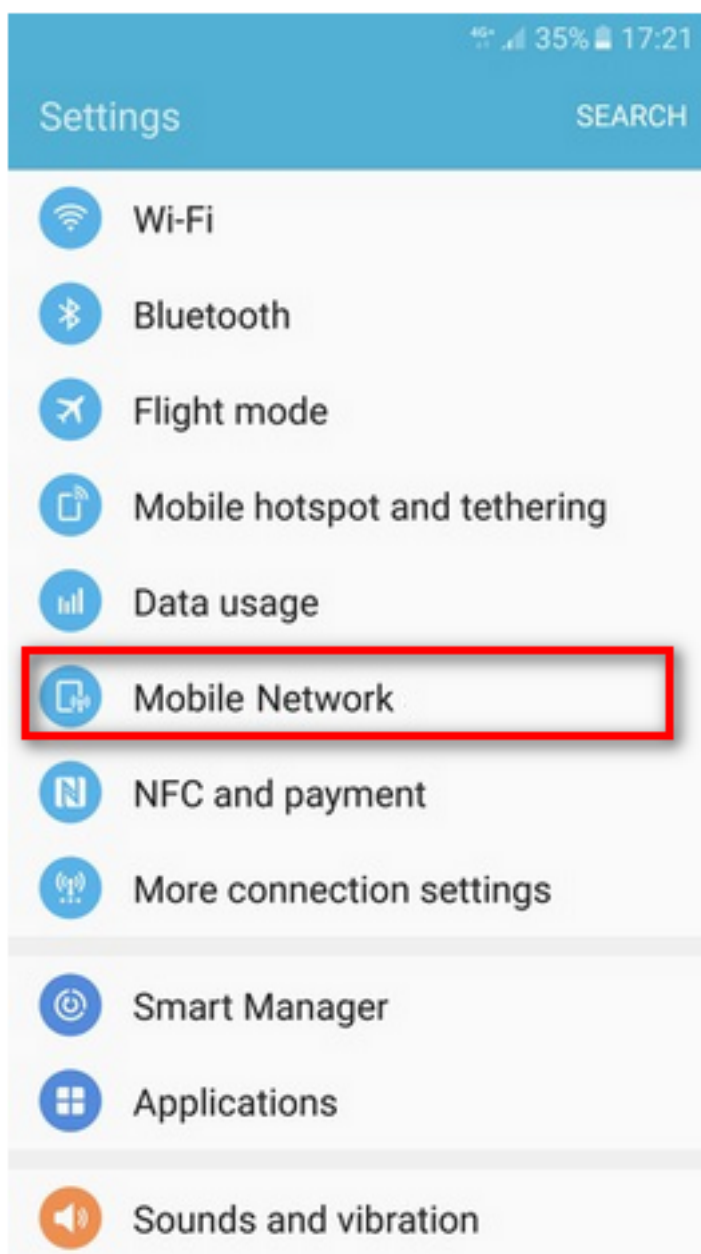 4G+ 35% 17:21
Settings SEARCH
Wi-Fi
Bluetooth
Flight mode
Mobile hotspot and tethering
Data usage
Mobile Network
NFC and payment
More connection settings
Smart Manager
Applications
Sounds and vibration